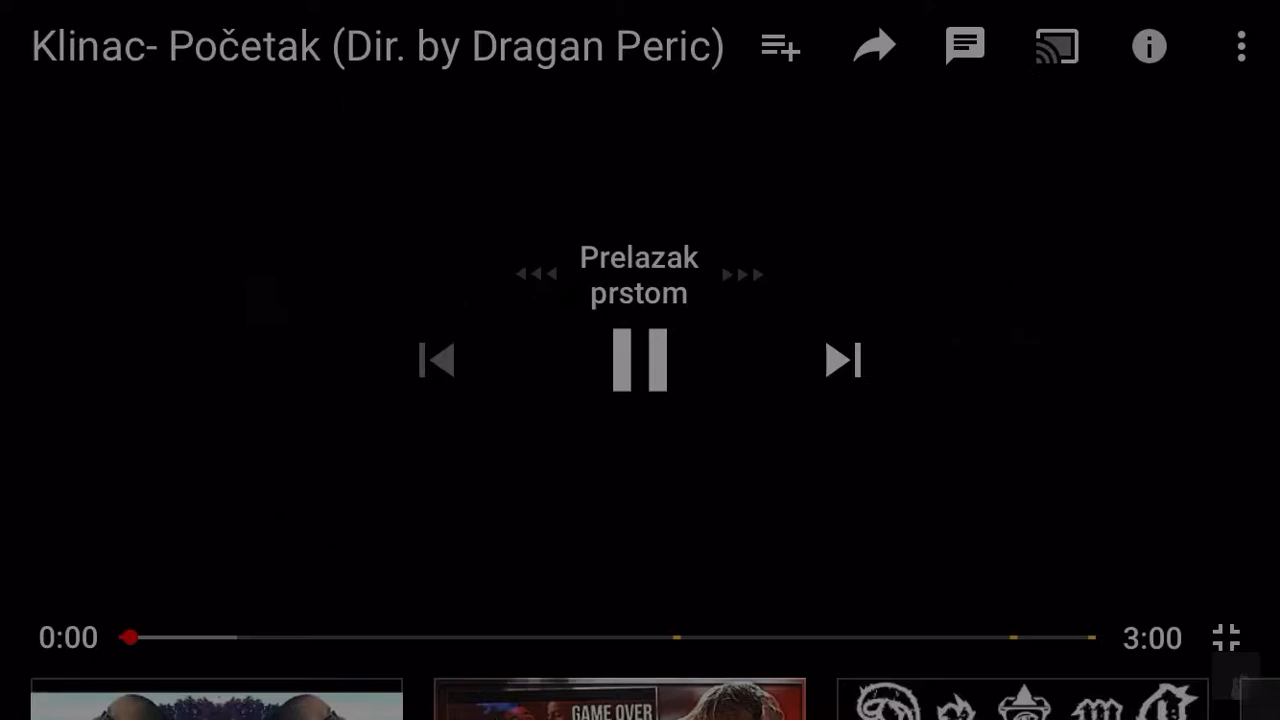 Klinac- Početak (Dir. by Dragan Peric)
Prelazak
prstom
0:00
3:00
GAME OVER